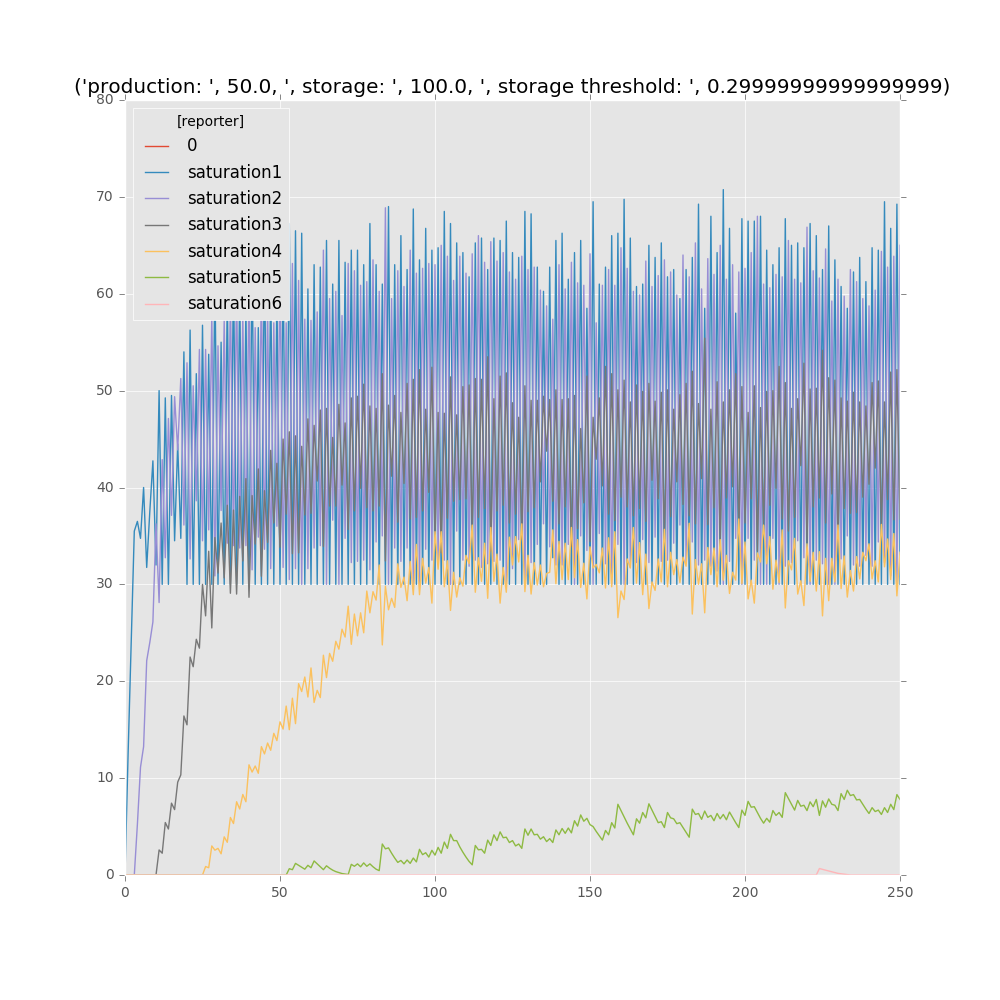 ('production: ', 50.0, ', storage: ', 100.0, ', storage threshold: ', 0.29999999999999999)
80
70
60
50
40
30
20
10
0
[reporter]
0
saturation1
saturation2
saturation3
saturation4
saturation5
saturation6
0
50
100
150
200
250